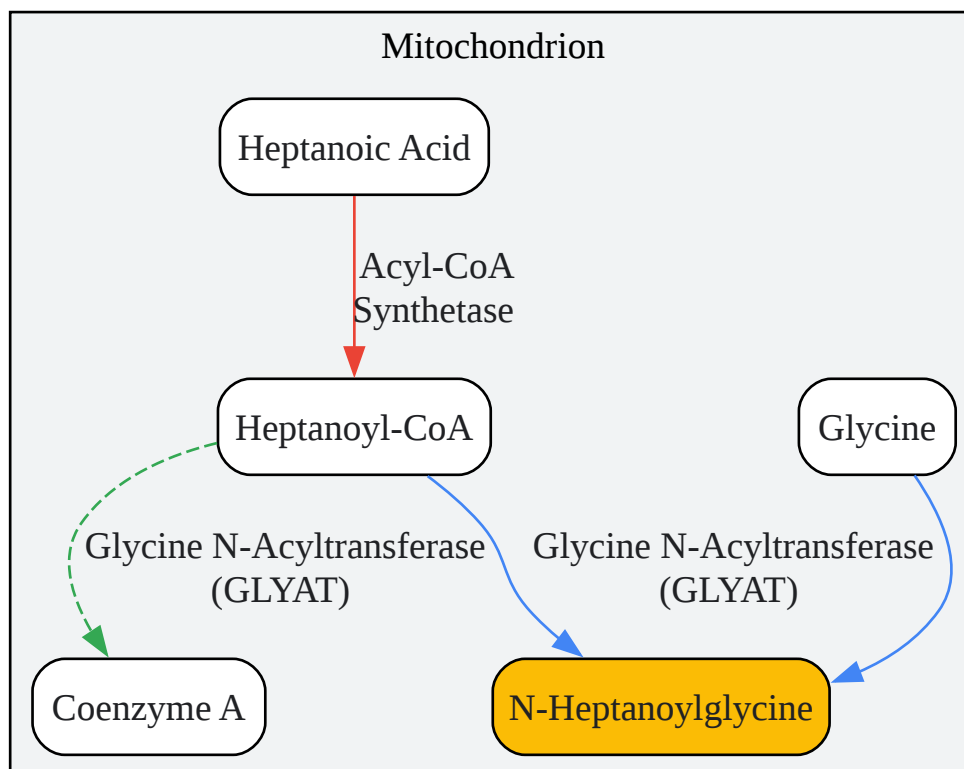 Mitochondrion
Heptanoic Acid
Acyl-CoA
Synthetase
Heptanoyl-CoA
Glycine
Glycine N-Acyltransferase
(GLYAT)
Glycine N-Acyltransferase
(GLYAT)
Coenzyme A
N-Heptanoylglycine